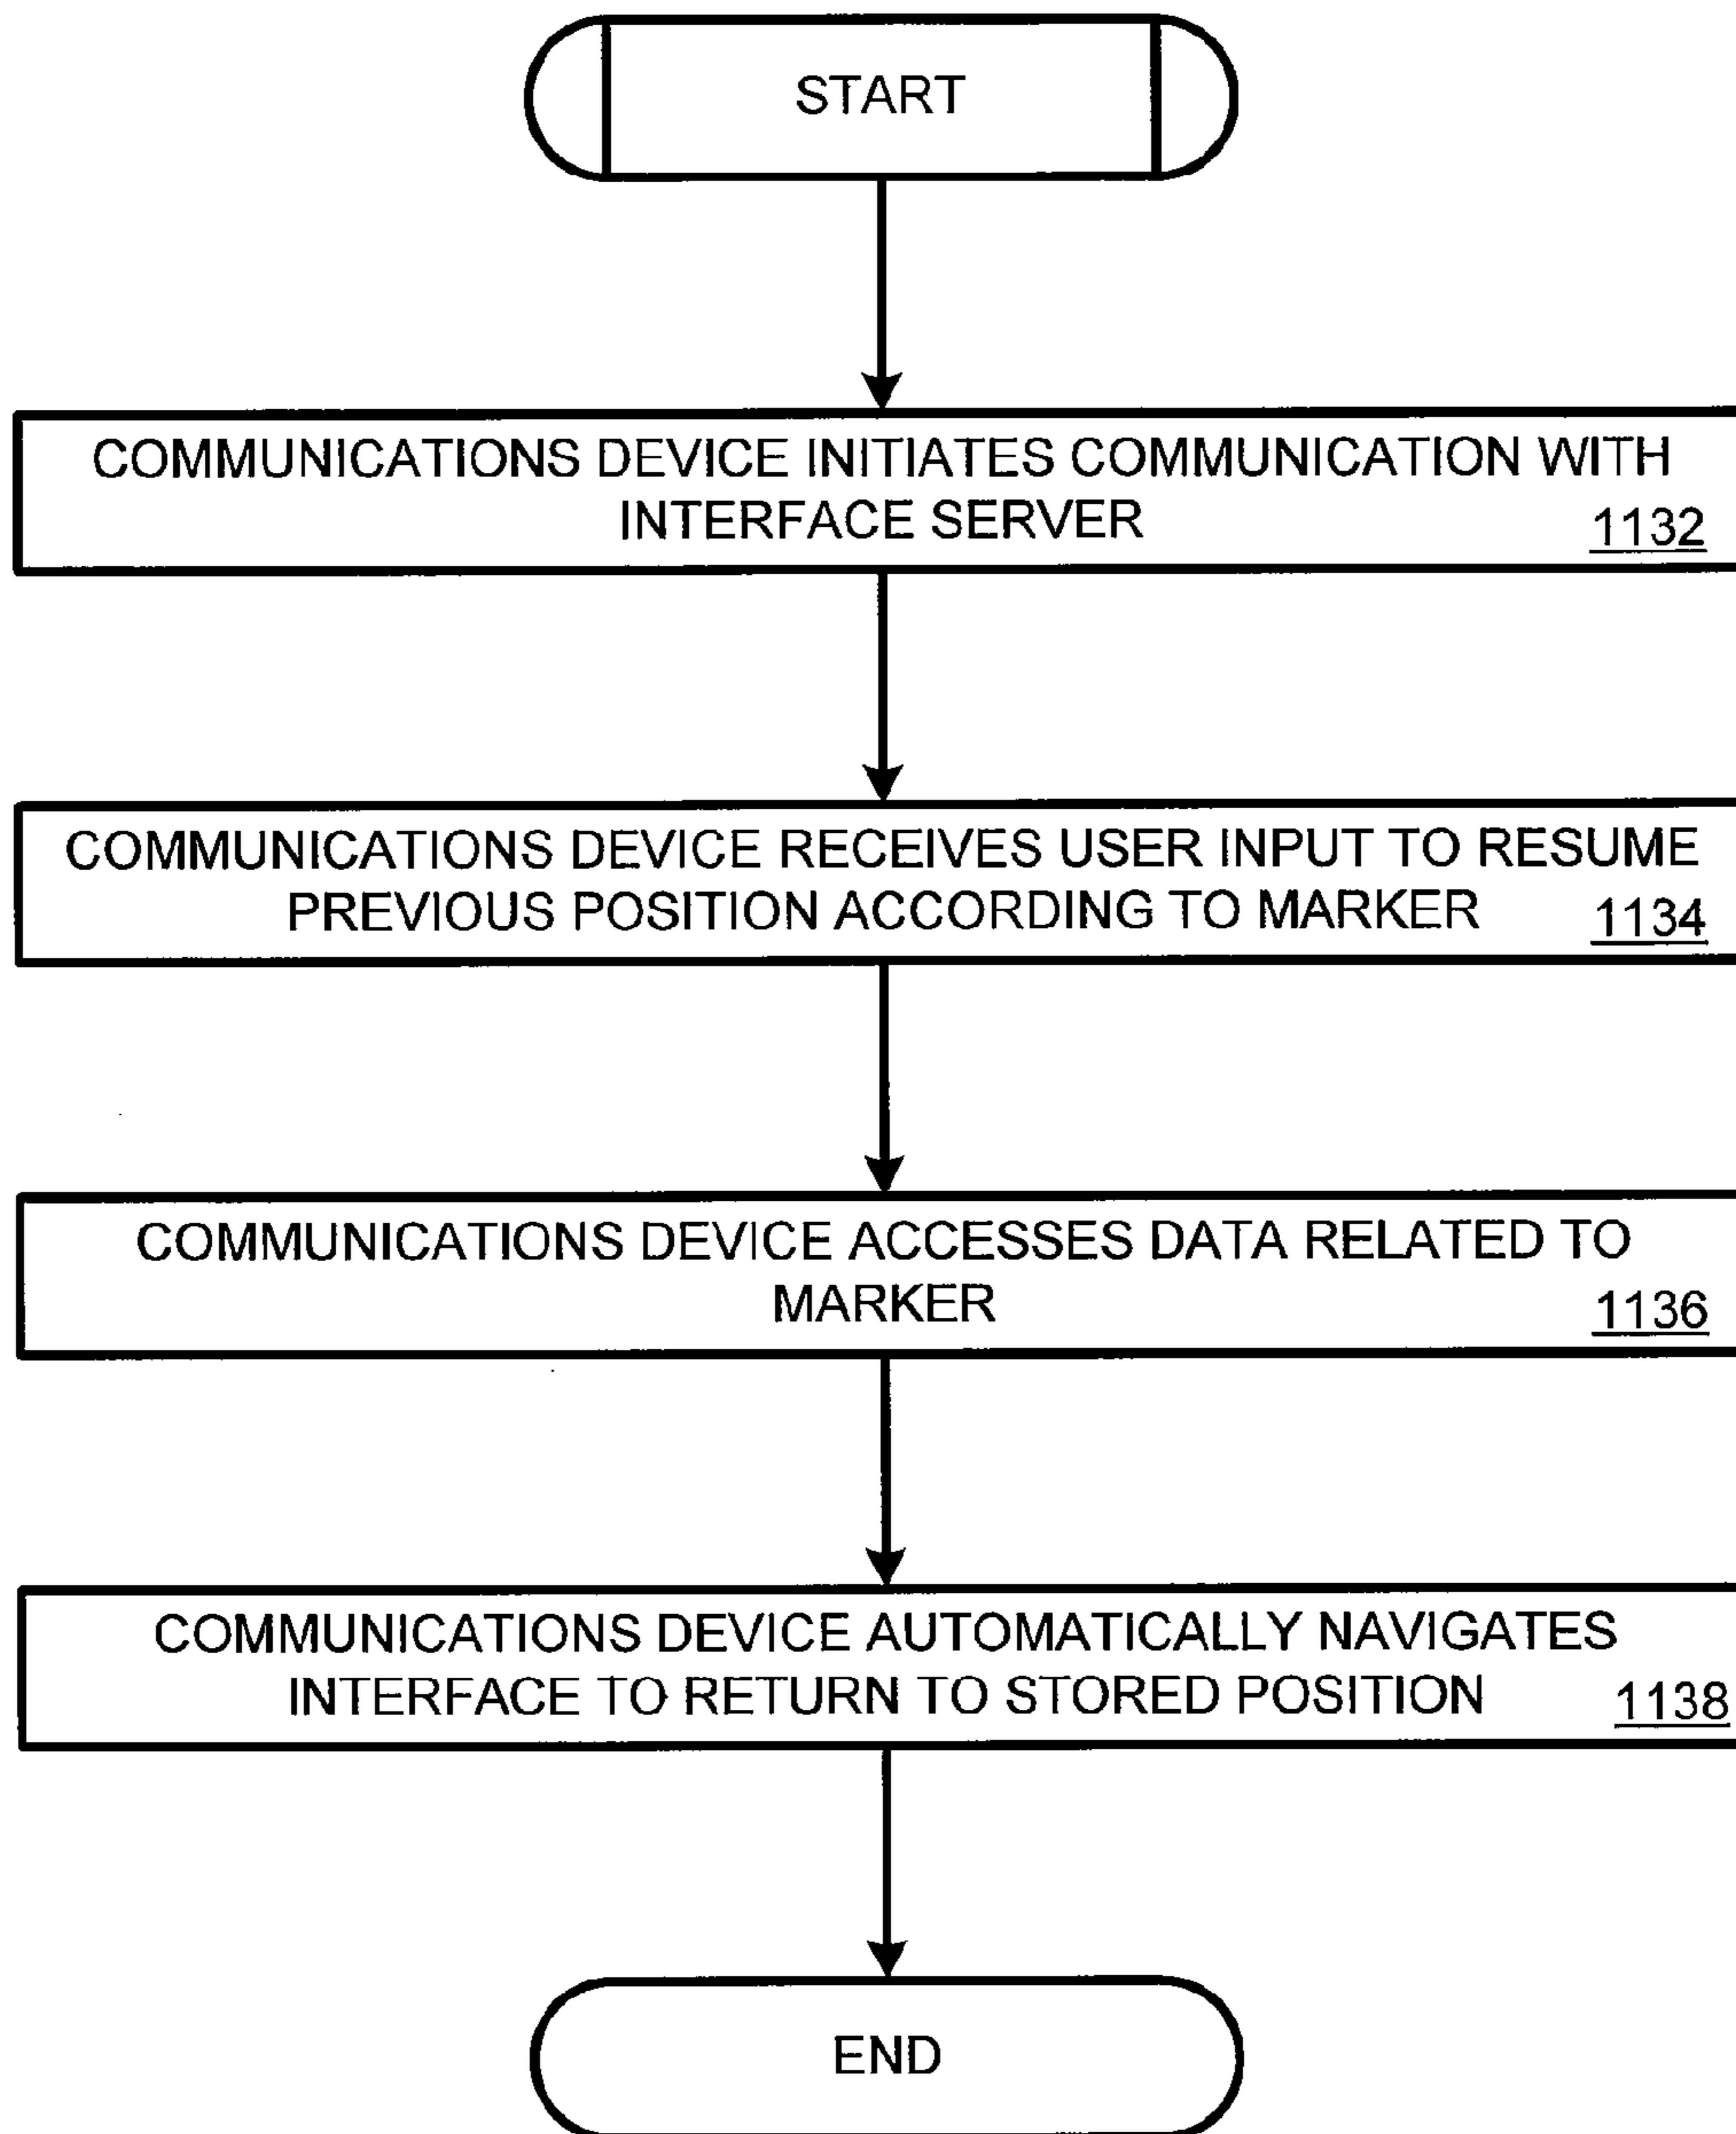 START
COMMUNICATIONS DEVICE INITIATES COMMUNICATION WITH
INTERFACE SERVER
1132
COMMUNICATIONS DEVICE RECEIVES USER INPUT TO RESUME
PREVIOUS POSITION ACCORDING TO MARKER
1134
COMMUNICATIONS DEVICE ACCESSES DATA RELATED TO
MARKER
1136
COMMUNICATIONS DEVICE AUTOMATICALLY NAVIGATES
INTERFACE TO RETURN TO STORED POSITION
1138
END